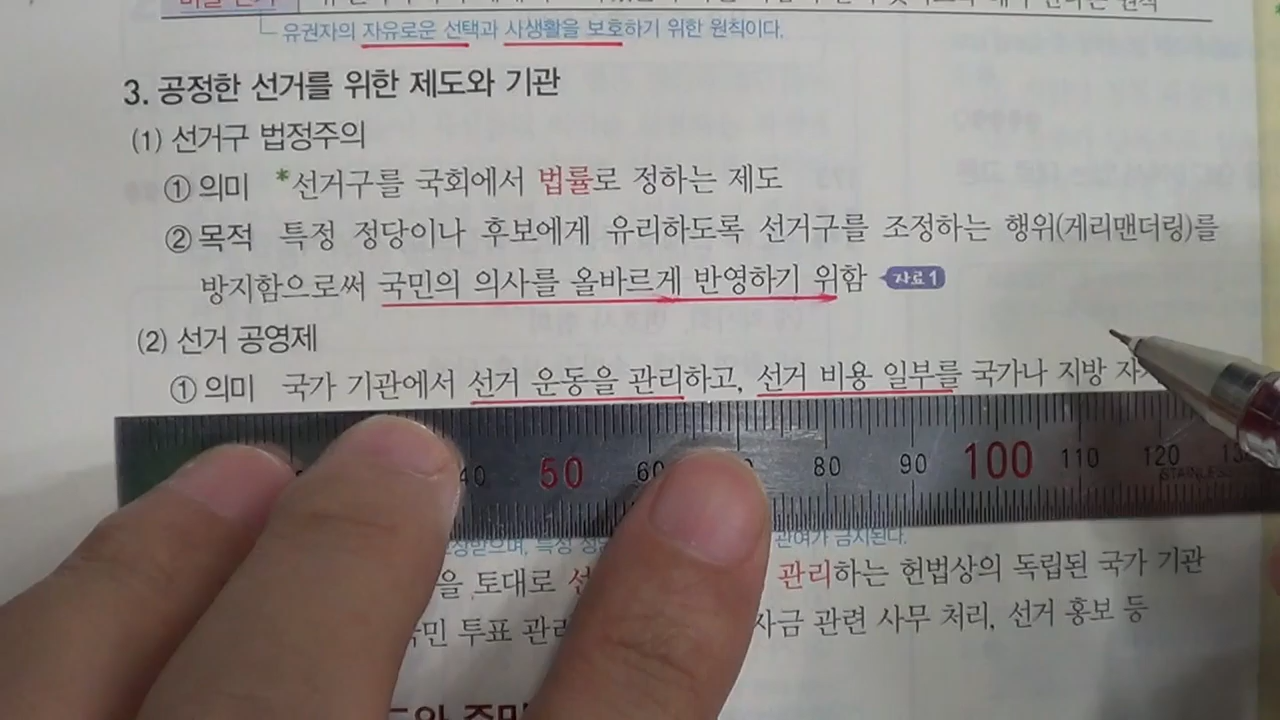 유권자의 자유로운 선택과 사생활을 보호하기 위한 원칙이다.
3. 공정한 선거를 위한 제도와 기관
(1) 선거구 법정주의
① 의미 *선거구를 국회에서 법률로 정하는 제도
② 목적 특정 정당이나 후보에게 유리하도록 선거구를 조정하는 행위(게리맨더링)를
방지함으로써 국민의 의사를 올바르게 반영하기 위함 자료1
(2) 선거 공영제
① 의미 국가 기관에서 선거 운동을 관리하고, 선거 비용 일부를 국가나 지방
40 50 60 80 90 100 110 120
STAINLESS
관여가 금지된다.
을 토대로 관리하는 헌법상의 독립된 국가 기관
투표 관련 사무 처리, 선거 홍보 등